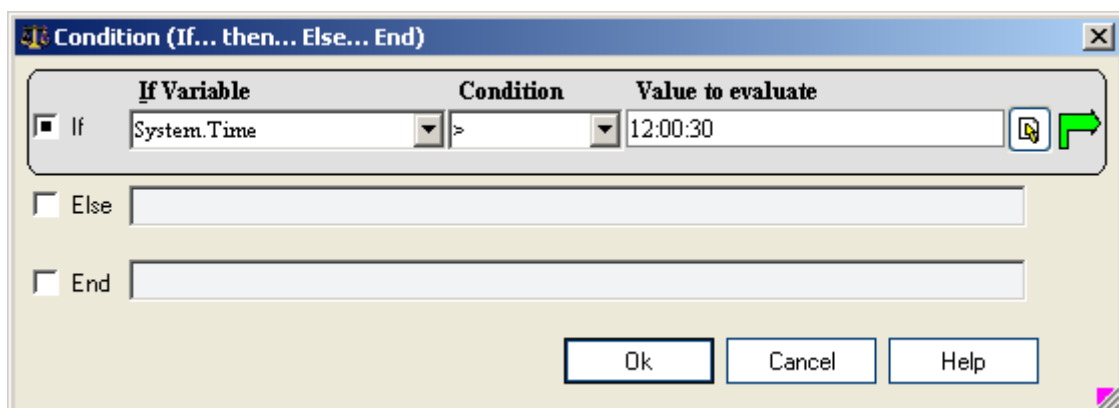 Condition (If... then... Else... End)
If Variable Condition Value to evaluate
If System.Time > 12:00:30
Else
End
Ok Cancel Help